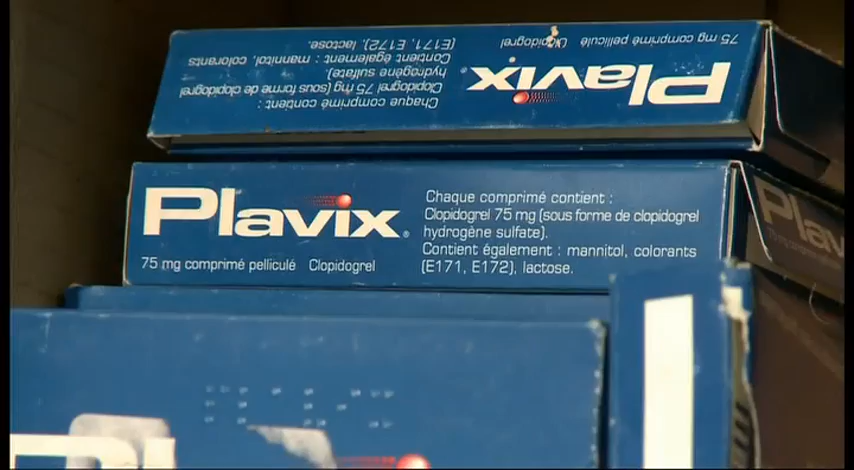 Chaque comprimé contient :
Clopidogrel 75 mg (sous forme de clopidogrel
hydrogène sulfate).
Contient également : mannitol, colorants
(E171, E172), lactose.
Plavix®
75 mg comprimé pelliculé Clopidogrel
Plavix®
75 mg comprimé pelliculé Clopidogrel
Chaque comprimé contient :
Clopidogrel 75 mg (sous forme de clopidogrel
hydrogène sulfate).
Contient également : mannitol, colorants
(E171, E172), lactose.
Plav